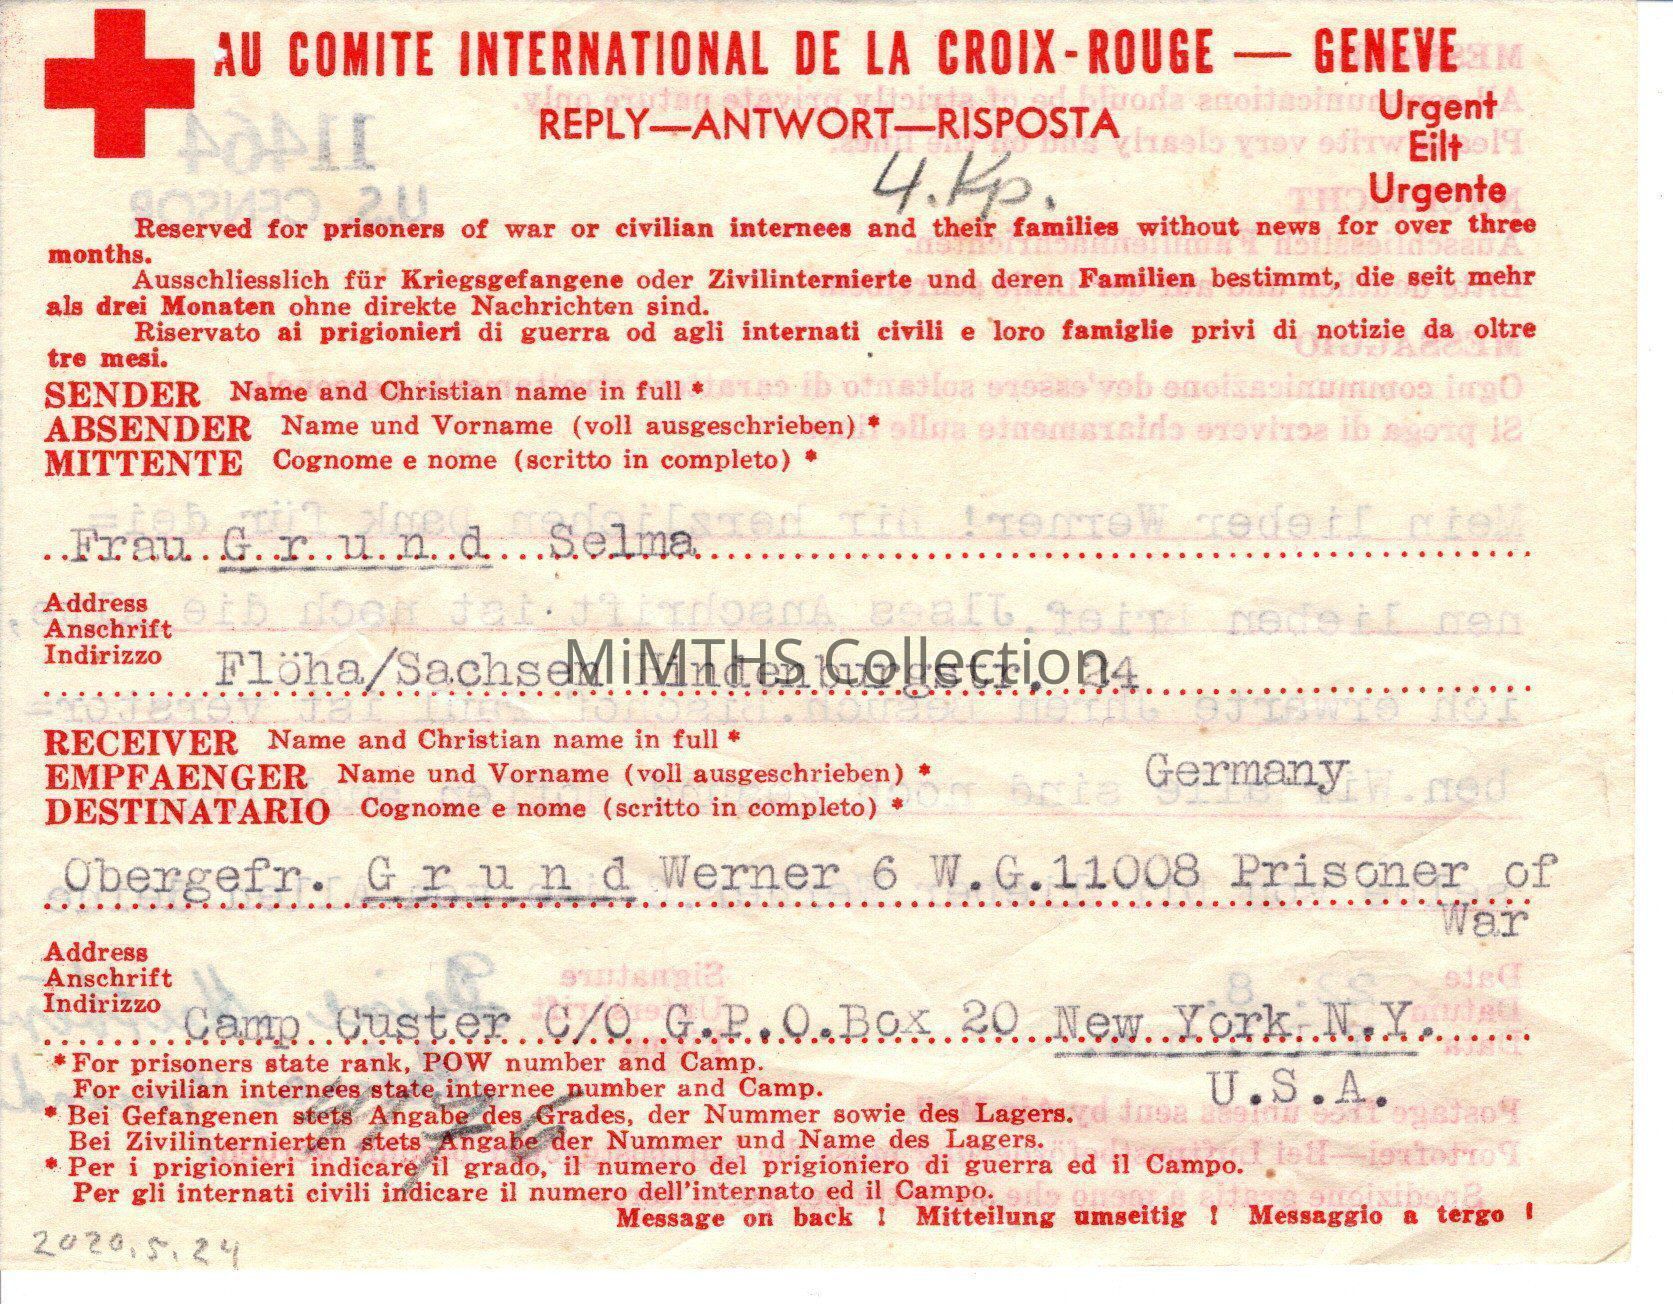 AU COMITE INTERNATIONAL DE LA CROIX-ROUGE — GENEVE
REPLY—ANTWORT—RISPOSTA
Urgent
Eilt
Urgente
4. Kp.
Reserved for prisoners of war or civilian internees and their families without news for over three
months.
Ausschliesslich für Kriegsgefangene oder Zivilinternierte und deren Familien bestimmt, die seit mehr
als drei Monaten ohne direkte Nachrichten sind.
Riservato ai prigionieri di guerra od agli internati civili e loro famiglie privi di notizie da oltre
tre mesi.
SENDER Name and Christian name in full *
ABSENDER Name und Vorname (voll ausgeschrieben) *
MITTENTE Cognome e nome (scritto in completo) *
Frau G r u n d Selma
Address
Anschrift
Indirizzo
Flöha/Sachsen Hindenburgstr. 24
MiMTHS Collection
RECEIVER Name and Christian name in full *
EMPFAENGER Name und Vorname (voll ausgeschrieben) *
DESTINATARIO Cognome e nome (scritto in completo) *
Germany
Obergefr. G r u n d Werner 6 W.G.11008 Prisoner of
War
Address
Anschrift
Indirizzo
Camp Custer C/O G.P.O.Box 20 New York N.Y.
U.S.A.
* For prisoners state rank, POW number and Camp.
For civilian internees state internee number and Camp.
* Bei Gefangenen stets Angabe des Grades, der Nummer sowie des Lagers.
Bei Zivilinternierten stets Angabe der Nummer und Name des Lagers.
* Per i prigionieri indicare il grado, il numero del prigioniero di guerra ed il Campo.
Per gli internati civili indicare il numero dell'internato ed il Campo.
Message on back ! Mitteilung umseitig ! Messaggio a tergo !
2020.5.24